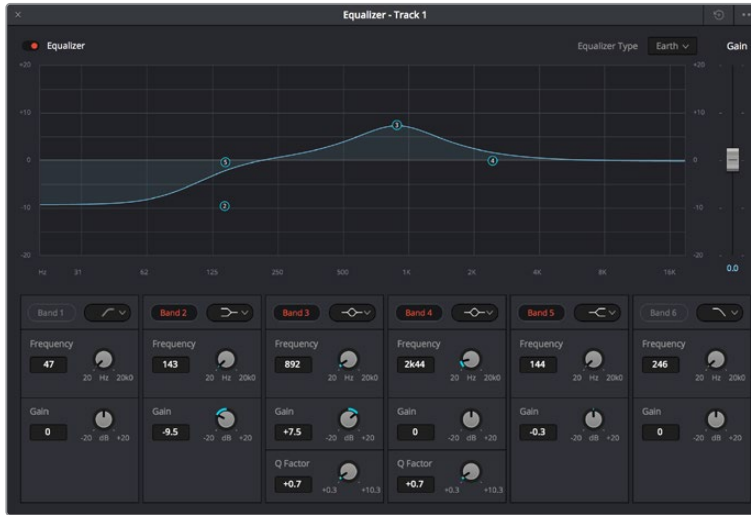 Equalizer - Track 1
Equalizer
Equalizer Type Earth Gain
+20 +20
+10 +10
0 0
-10 -10
-20 -20
Hz 31 62 125 250 500 1K 2K 4K 8K 16K
0.0
5 3 4 2
Band 1 Band 2 Band 3 Band 4 Band 5 Band 6
Frequency Frequency Frequency Frequency Frequency Frequency
47 143 892 2k44 144 246
20 Hz 20k0 20 Hz 20k0 20 Hz 20k0 20 Hz 20k0 20 Hz 20k0 20 Hz 20k0
Gain Gain Gain Gain Gain Gain
0 -9.5 +7.5 0 -0.3 0
-20 dB +20 -20 dB +20 -20 dB +20 -20 dB +20 -20 dB +20 -20 dB +20
Q Factor Q Factor
+0.7 +0.7
+0.3 +10.3 +0.3 +10.3